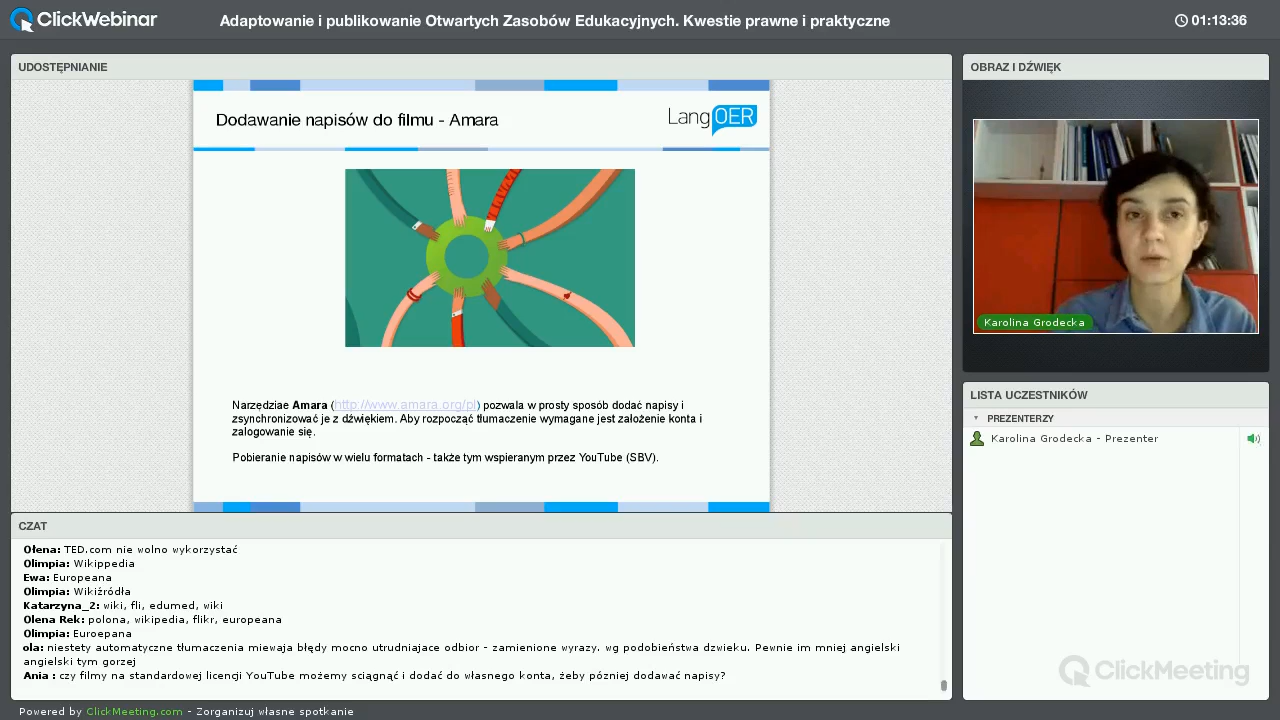 ClickWebinar
Adaptowanie i publikowanie Otwartych Zasobów Edukacyjnych. Kwestie prawne i praktyczne
01:13:36
UDOSTĘPNIANIE
Dodawanie napisów do filmu - Amara
LangOER
Narzędziae Amara (http://www.amara.org/pl) pozwala w prosty sposób dodać napisy i
zsynchronizować je z dźwiękiem. Aby rozpocząć tłumaczenie wymagane jest założenie konta i
zalogowanie się.
Pobieranie napisów w wielu formatach - także tym wspieranym przez YouTube (SBV).
OBRAZ I DŹWIĘK
Karolina Grodecka
LISTA UCZESTNIKÓW
PREZENTERZY
Karolina Grodecka - Prezenter
CZAT
Ołena: TED.com nie wolno wykorzystać
Olimpia: Wikippedia
Ewa: Europeana
Olimpia: Wikiźródła
Katarzyna_2: wiki, fli, edumed, wiki
Olena Rek: polona, wikipedia, flikr, europeana
Olimpia: Euroepana
ola: niestety automatyczne tłumaczenia miewaja błędy mocno utrudniajace odbior - zamienione wyrazy. wg podobieństwa dzwieku. Pewnie im mniej angielski
angielski tym gorzej
Ania : czy filmy na standardowej licencji YouTube możemy sciągnąć i dodać do własnego konta, żeby pózniej dodawać napisy?
ClickMeeting
Powered by ClickMeeting.com - Zorganizuj własne spotkanie